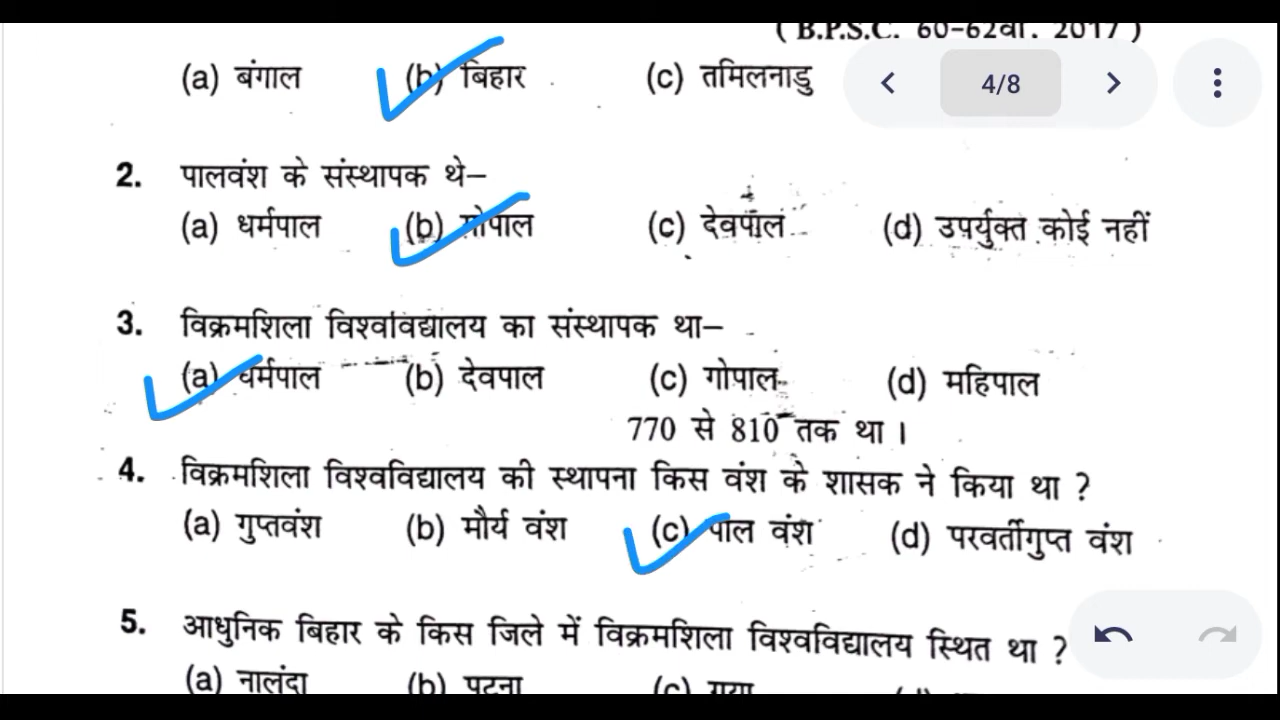 ( B.P.S.C. 60-62वीं, 2017 )
(a) बंगाल (b) बिहार (c) तमिलनाडु
4/8
2. पालवंश के संस्थापक थे–
(a) धर्मपाल (b) गोपाल (c) देवपाल (d) उपर्युक्त कोई नहीं
3. विक्रमशिला विश्वविद्यालय का संस्थापक था–
(a) धर्मपाल (b) देवपाल (c) गोपाल (d) महिपाल
770 से 810 तक था ।
4. विक्रमशिला विश्वविद्यालय की स्थापना किस वंश के शासक ने किया था ?
(a) गुप्तवंश (b) मौर्य वंश (c) पाल वंश (d) परवर्तीगुप्त वंश
5. आधुनिक बिहार के किस जिले में विक्रमशिला विश्वविद्यालय स्थित था ?
(a) नालंदा (b) पटना (c) गया